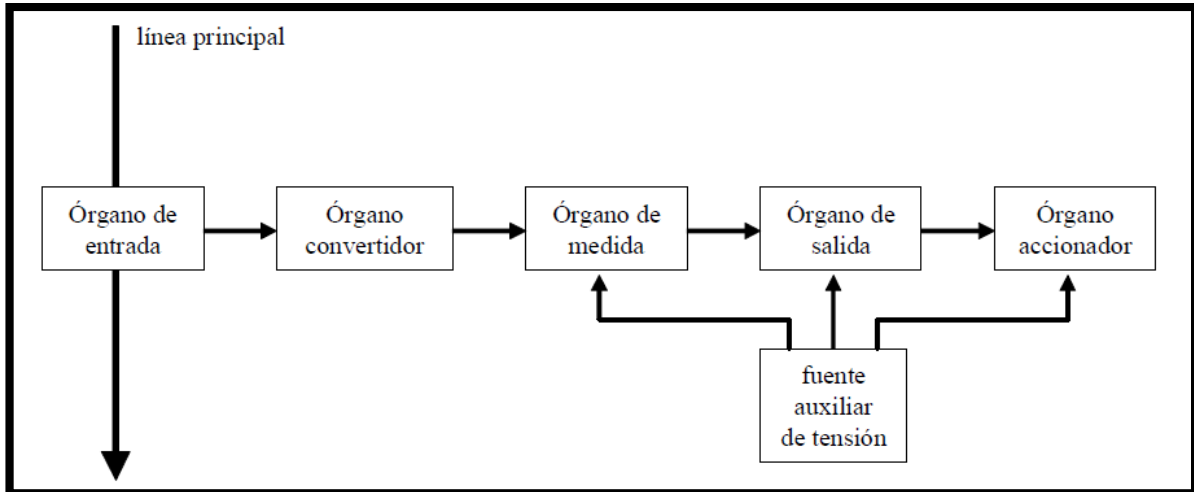 línea principal
Órgano de
entrada
Órgano
convertidor
Órgano de
medida
Órgano de
salida
Órgano
accionador
fuente
auxiliar
de tensión